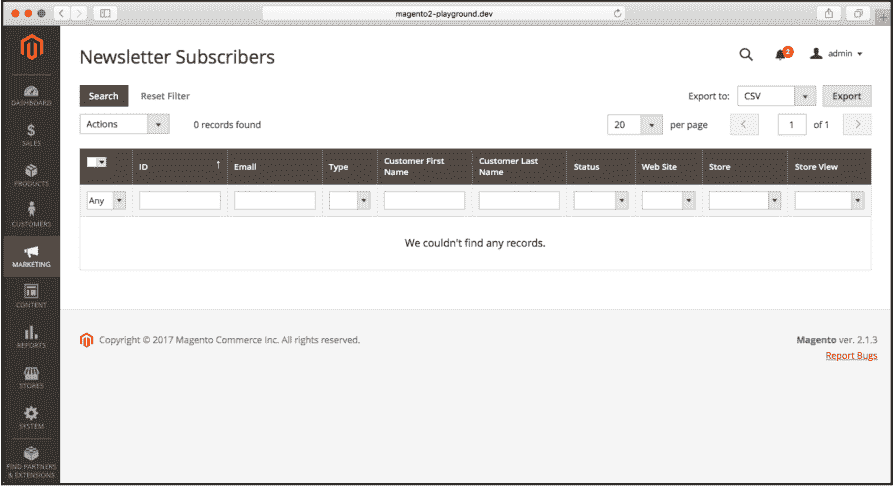 magento2-playground.dev
Newsletter Subscribers
2
admin
Search
Reset Filter
Export to:
CSV
Export
Actions
0 records found
20
per page
1
of 1
ID
Email
Type
Customer First
Name
Customer Last
Name
Status
Web Site
Store
Store View
Any
We couldn't find any records.
DASHBOARD
SALES
PRODUCTS
CUSTOMERS
MARKETING
CONTENT
REPORTS
STORES
SYSTEM
FIND PARTNERS
& EXTENSIONS
Copyright © 2017 Magento Commerce Inc. All rights reserved.
Magento ver. 2.1.3
Report Bugs